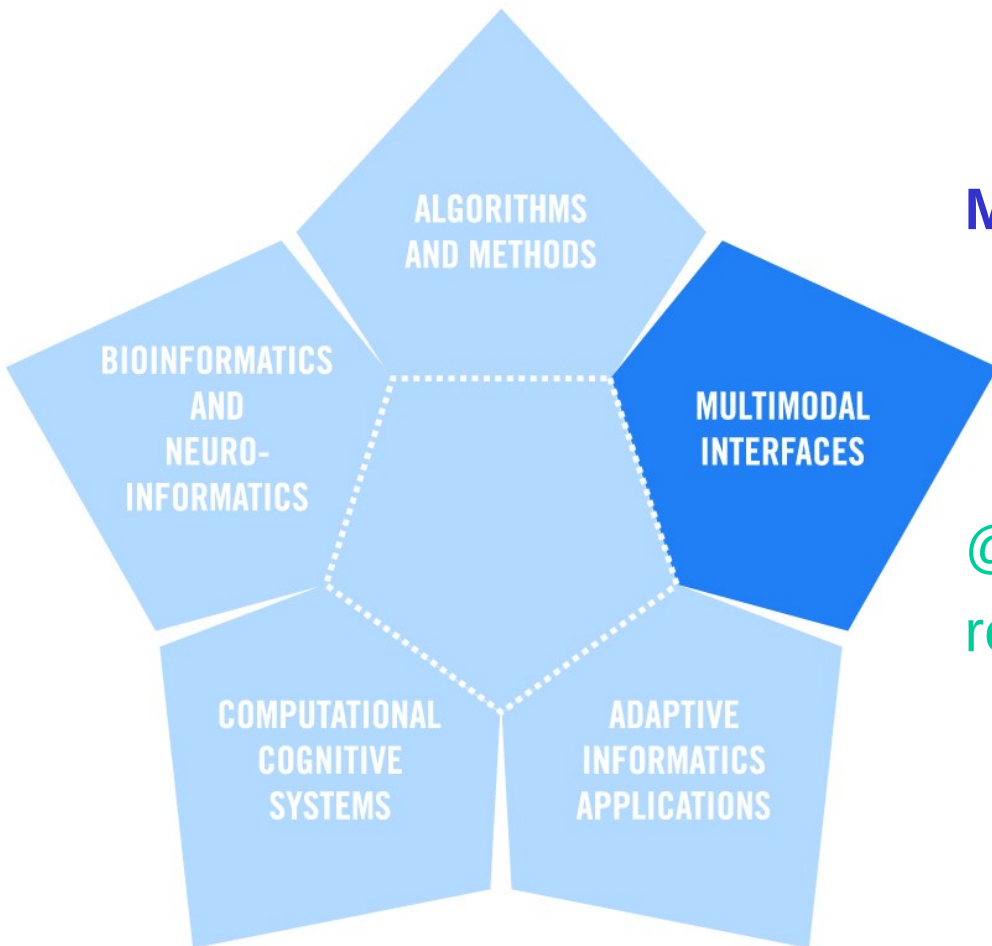 ALGORITHMS
AND METHODS
BIOINFORMATICS
AND
NEURO-
INFORMATICS
MULTIMODAL
INTERFACES
COMPUTATIONAL
COGNITIVE
SYSTEMS
ADAPTIVE
INFORMATICS
APPLICATIONS
@